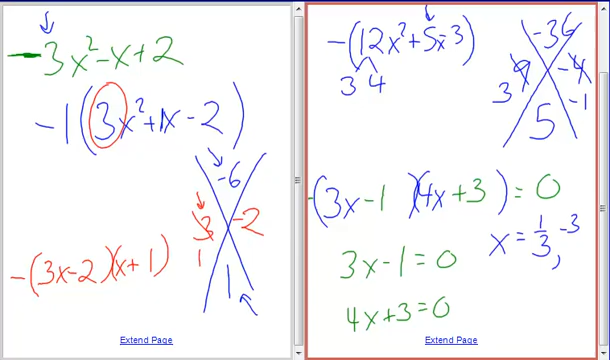 -3x²-x+2
-1(3x²+1x-2)
-6
3 -2
1
1
-(3x-2)(x+1)
Extend Page
-(12x²+5x-3)
3 4
-36
9 -4
3 -1
5
-(3x-1)(4x+3)=0
x=1/3, -3
3x-1=0
4x+3=0
Extend Page